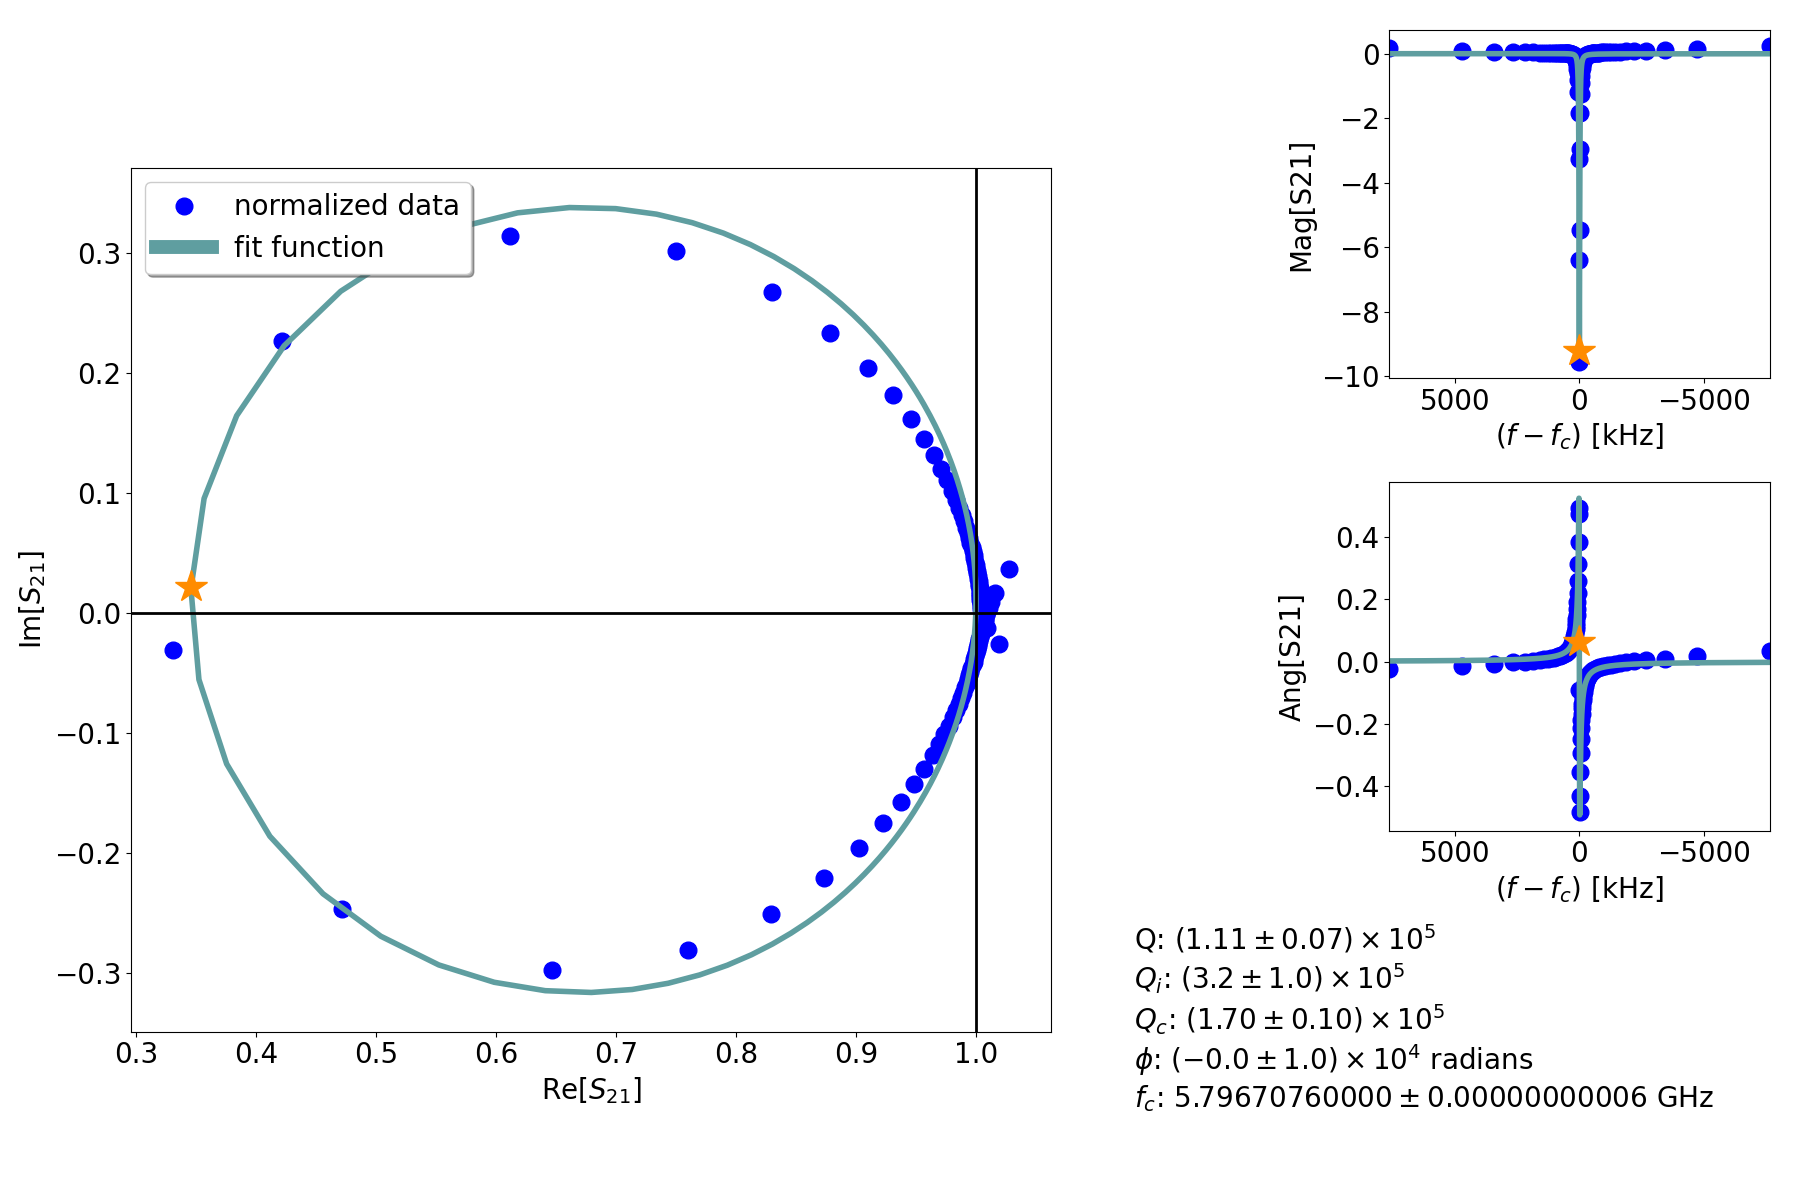 normalized data
fit function
0.3
0.2
0.1
0.0
−0.1
−0.2
−0.3
Im[S21]
0.3 0.4 0.5 0.6 0.7 0.8 0.9 1.0
Re[S21]
0
−2
−4
−6
−8
−10
Mag[S21]
5000 0 −5000
(f − fc) [kHz]
0.4
0.2
0.0
−0.2
−0.4
Ang[S21]
5000 0 −5000
(f − fc) [kHz]
Q: (1.11 ± 0.07) × 10^5
Qi: (3.2 ± 1.0) × 10^5
Qc: (1.70 ± 0.10) × 10^5
ϕ: (−0.0 ± 1.0) × 10^4 radians
fc: 5.79670760000 ± 0.00000000006 GHz